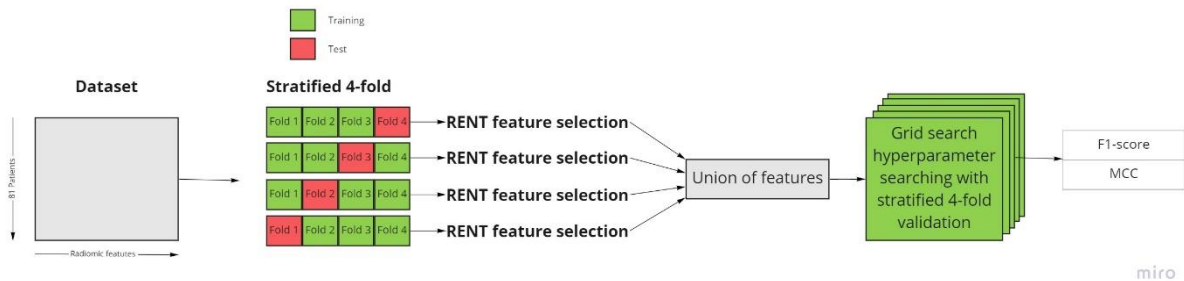 Training
Test
Dataset
Stratified 4-fold
81 Patients
Radiomic features
Fold 1 Fold 2 Fold 3 Fold 4
Fold 1 Fold 2 Fold 3 Fold 4
Fold 1 Fold 2 Fold 3 Fold 4
Fold 1 Fold 2 Fold 3 Fold 4
RENT feature selection
RENT feature selection
RENT feature selection
RENT feature selection
Union of features
Grid search
hyperparameter
searching with
stratified 4-fold
validation
F1-score
MCC
miro